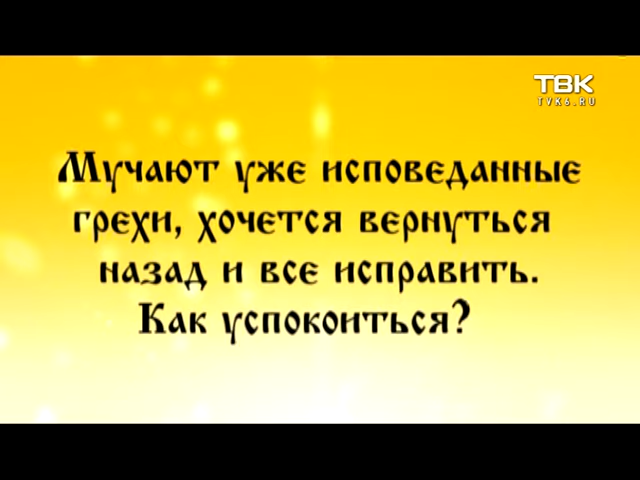 ТВК
TVK6.RU
Мучают уже исповеданные
грехи, хочется вернуться
назад и все исправить.
Как успокоиться?